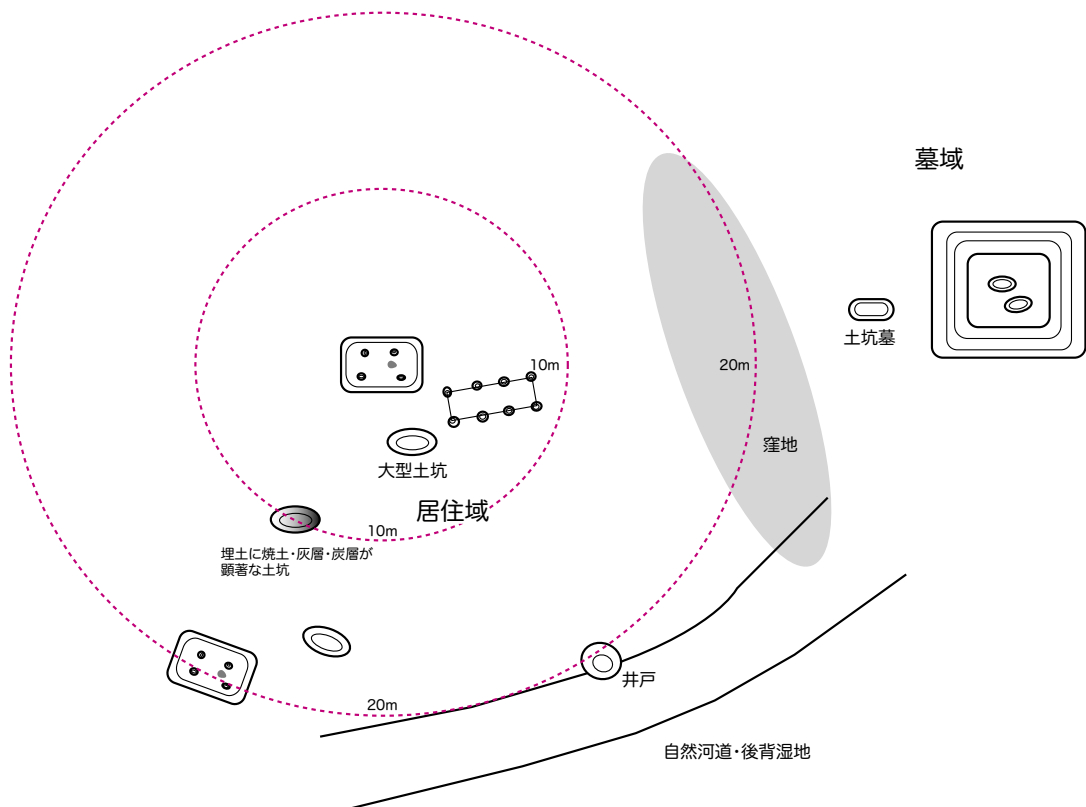 墓域
土坑墓
10m
20m
窪地
大型土坑
居住域
10m
埋土に焼土・灰層・炭層が
顕著な土坑
井戸
20m
自然河道・後背湿地